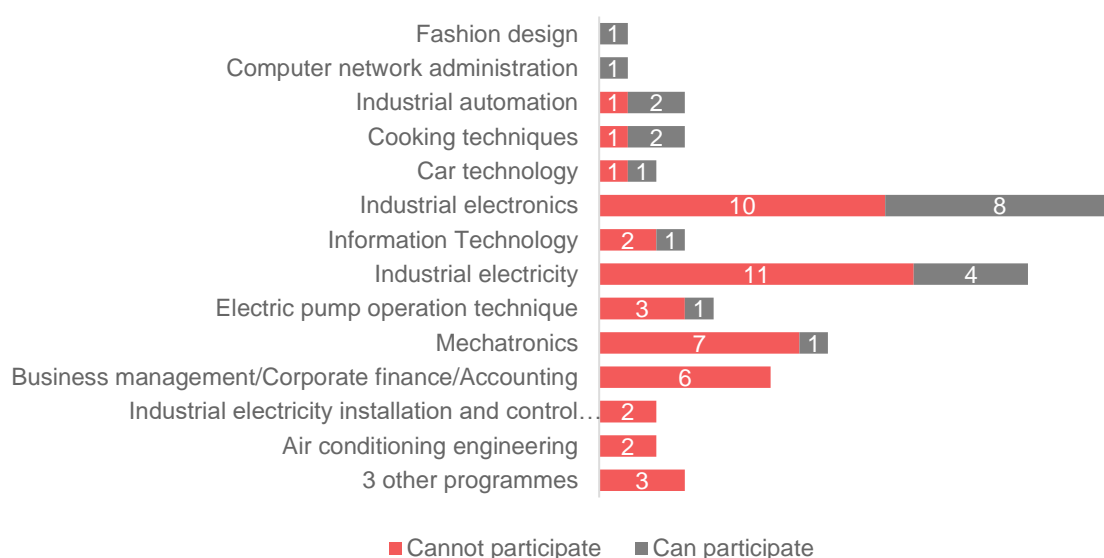 Fashion design 1
Computer network administration 1
Industrial automation 1 2
Cooking techniques 1 2
Car technology 1 1
Industrial electronics 10 8
Information Technology 2 1
Industrial electricity 11 4
Electric pump operation technique 3 1
Mechatronics 7 1
Business management/Corporate finance/Accounting 6
Industrial electricity installation and control… 2
Air conditioning engineering 2
3 other programmes 3
Cannot participate Can participate